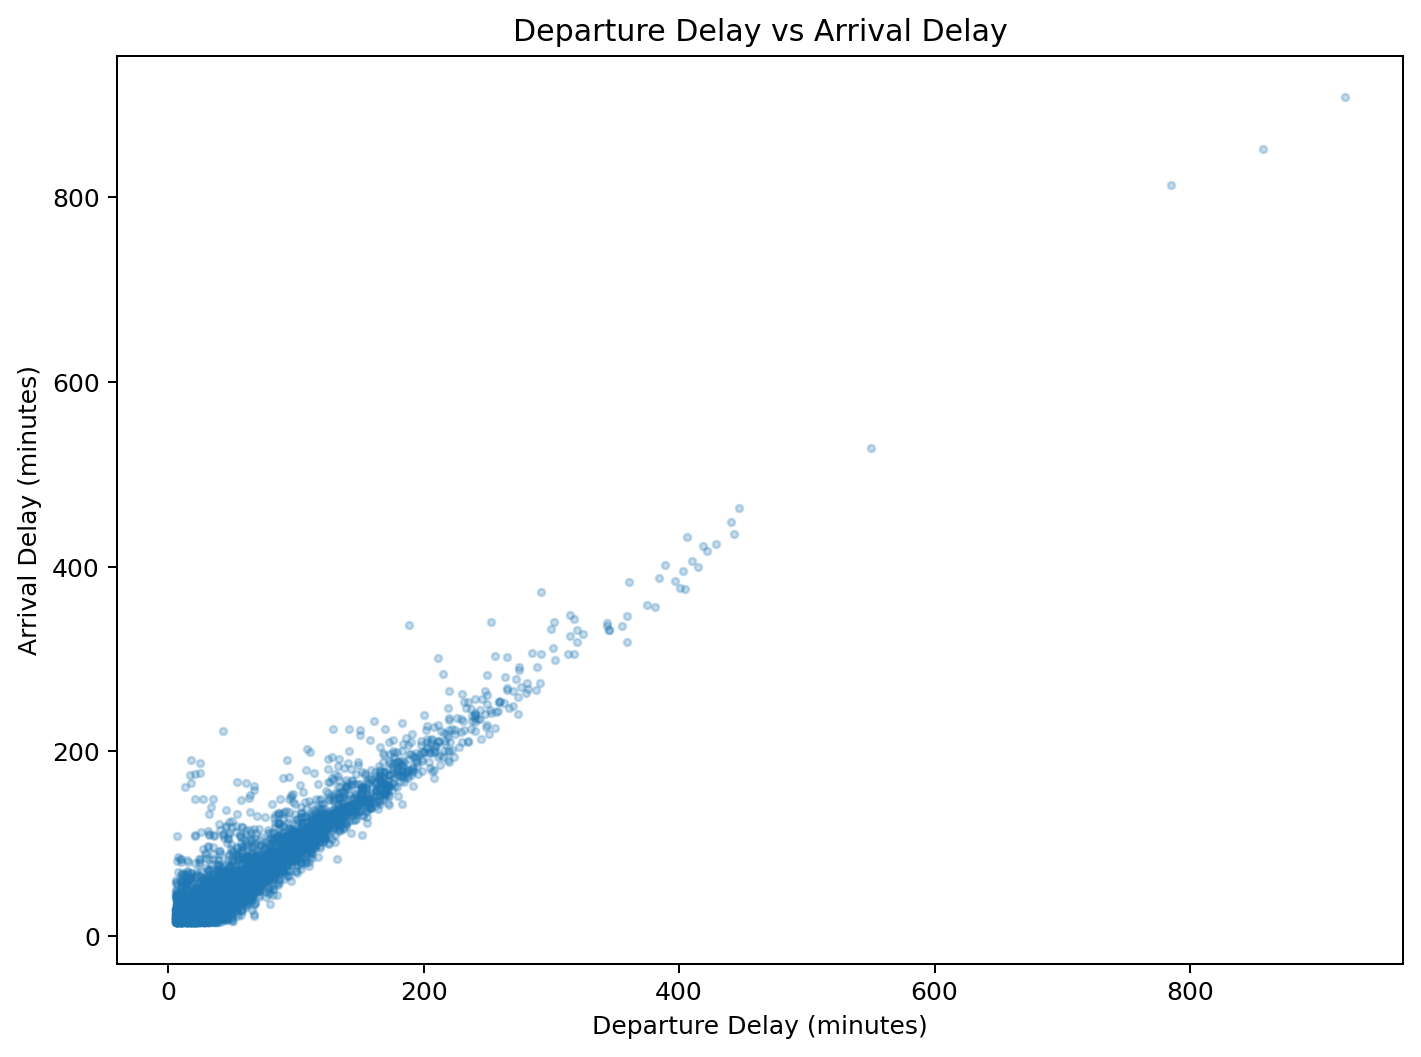 Departure Delay vs Arrival Delay
Arrival Delay (minutes)
800
600
400
200
0
0 200 400 600 800
Departure Delay (minutes)